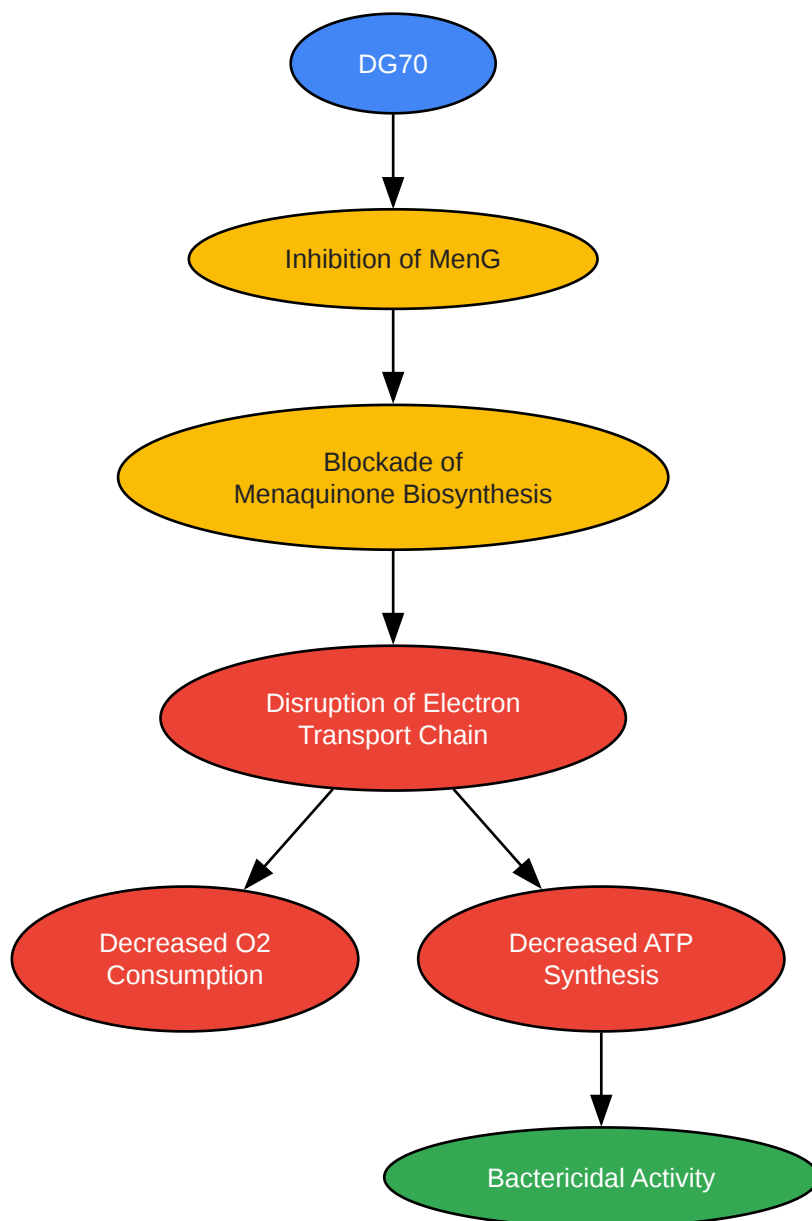 DG70
Inhibition of MenG
Blockade of
Menaquinone Biosynthesis
Disruption of Electron
Transport Chain
Decreased O2
Consumption
Decreased ATP
Synthesis
Bactericidal Activity